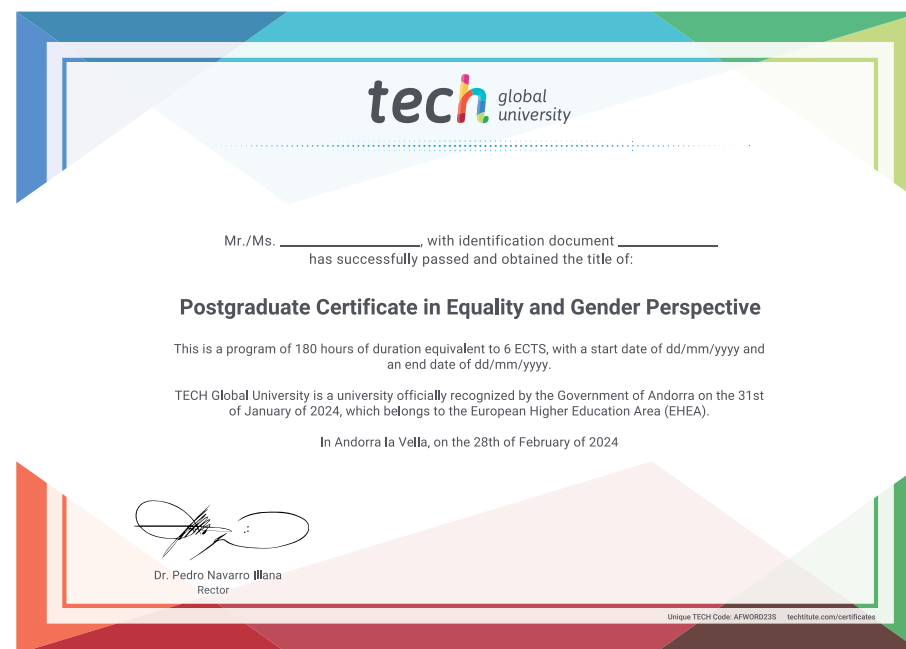 tech global university
Mr./Ms. ____________________, with identification document ______________
has successfully passed and obtained the title of:
Postgraduate Certificate in Equality and Gender Perspective
This is a program of 180 hours of duration equivalent to 6 ECTS, with a start date of dd/mm/yyyy and
an end date of dd/mm/yyyy.
TECH Global University is a university officially recognized by the Government of Andorra on the 31st
of January of 2024, which belongs to the European Higher Education Area (EHEA).
In Andorra la Vella, on the 28th of February of 2024
Dr. Pedro Navarro Illana
Rector
Unique TECH Code: AFWORD23S techtitute.com/certificates